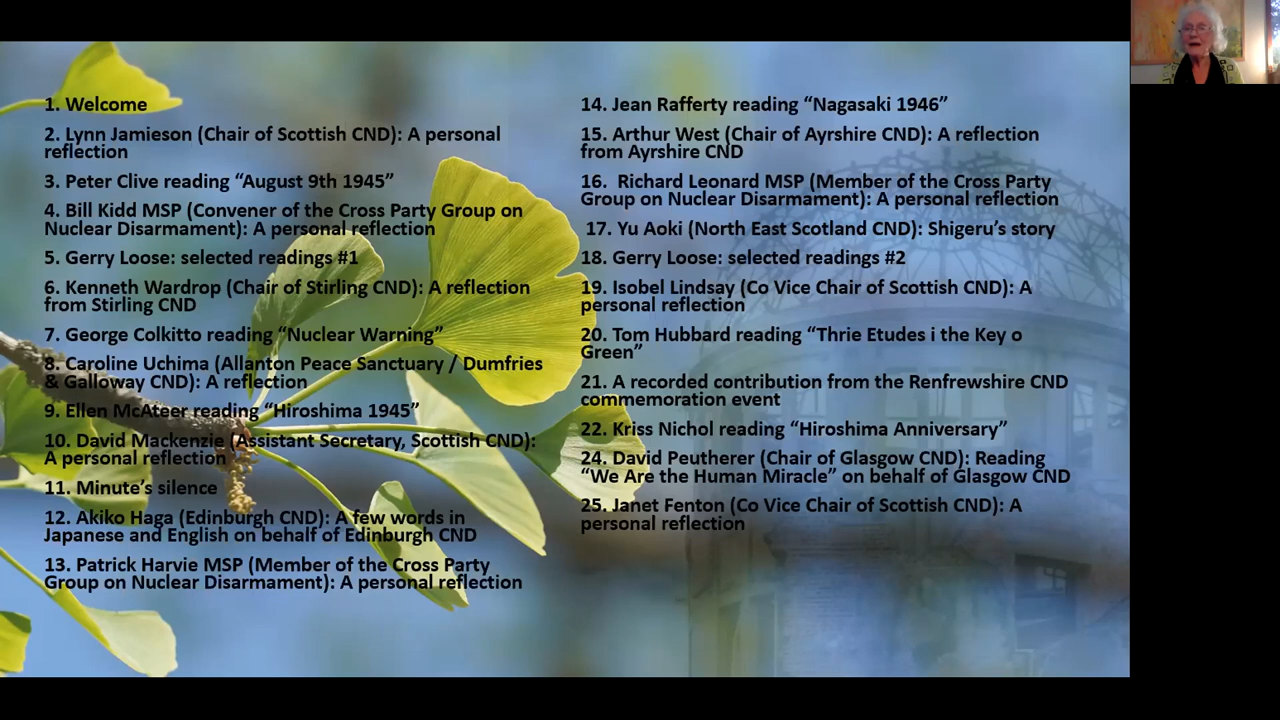 1. Welcome
2. Lynn Jamieson (Chair of Scottish CND): A personal
reflection
3. Peter Clive reading “August 9th 1945”
4. Bill Kidd MSP (Convener of the Cross Party Group on
Nuclear Disarmament): A personal reflection
5. Gerry Loose: selected readings #1
6. Kenneth Wardrop (Chair of Stirling CND): A reflection
from Stirling CND
7. George Colkitto reading “Nuclear Warning”
8. Caroline Uchima (Allanton Peace Sanctuary / Dumfries
& Galloway CND): A reflection
9. Ellen McAteer reading “Hiroshima 1945”
10. David Mackenzie (Assistant Secretary, Scottish CND):
A personal reflection
11. Minute’s silence
12. Akiko Haga (Edinburgh CND): A few words in
Japanese and English on behalf of Edinburgh CND
13. Patrick Harvie MSP (Member of the Cross Party
Group on Nuclear Disarmament): A personal reflection
14. Jean Rafferty reading “Nagasaki 1946”
15. Arthur West (Chair of Ayrshire CND): A reflection
from Ayrshire CND
16.  Richard Leonard MSP (Member of the Cross Party
Group on Nuclear Disarmament): A personal reflection
17. Yu Aoki (North East Scotland CND): Shigeru’s story
18. Gerry Loose: selected readings #2
19. Isobel Lindsay (Co Vice Chair of Scottish CND): A
personal reflection
20. Tom Hubbard reading “Thrie Etudes i the Key o
Green”
21. A recorded contribution from the Renfrewshire CND
commemoration event
22. Kriss Nichol reading “Hiroshima Anniversary”
24. David Peutherer (Chair of Glasgow CND): Reading
“We Are the Human Miracle” on behalf of Glasgow CND
25. Janet Fenton (Co Vice Chair of Scottish CND): A
personal reflection